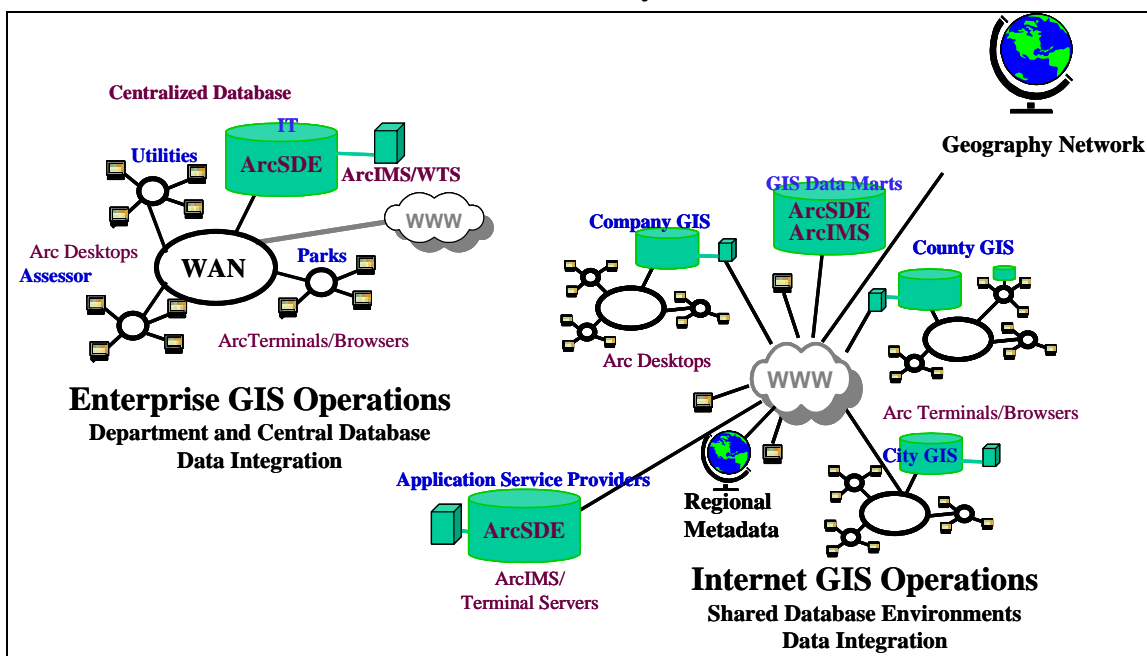 Centralized Database
IT
ArcSDE
ArcIMS/WTS
Utilities
WWW
Arc Desktops
Assessor
WAN
Parks
ArcTerminals/Browsers
Enterprise GIS Operations
Department and Central Database
Data Integration
Geography Network
GIS Data Marts
ArcSDE
ArcIMS
Company GIS
County GIS
Arc Desktops
WWW
Arc Terminals/Browsers
City GIS
Application Service Providers
ArcSDE
ArcIMS/
Terminal Servers
Regional
Metadata
Internet GIS Operations
Shared Database Environments
Data Integration